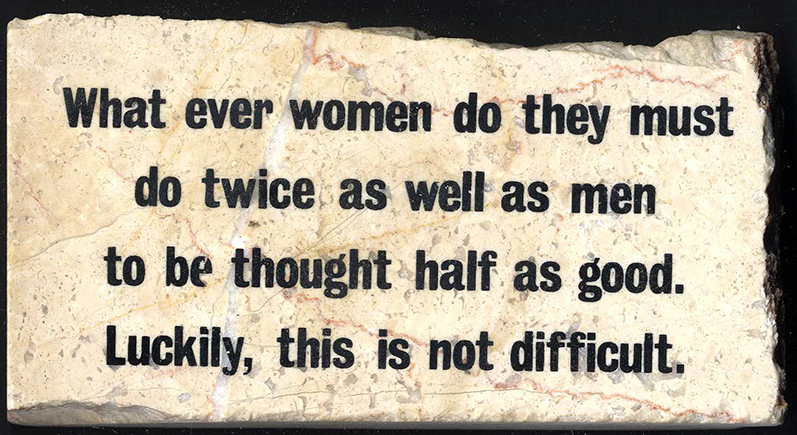 What ever women do they must
do twice as well as men
to be thought half as good.
Luckily, this is not difficult.